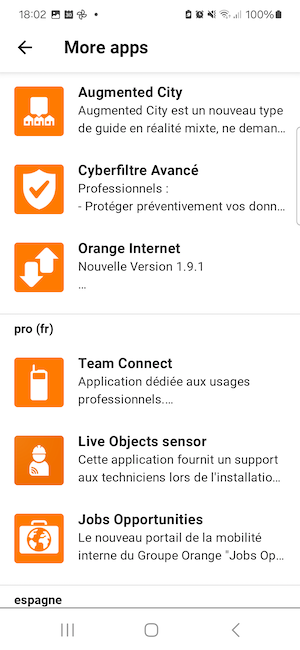 18:02
100%
More apps
Augmented City
Augmented City est un nouveau type
de guide en réalité mixte, ne deman...
Cyberfiltre Avancé
Professionnels :
- Protéger préventivement vos donn...
Orange Internet
Nouvelle Version 1.9.1
...
pro (fr)
Team Connect
Application dédiée aux usages
professionnels....
Live Objects sensor
Cette application fournit un support
aux techniciens lors de l'installatio...
Jobs Opportunities
Le nouveau portail de la mobilité
interne du Groupe Orange "Jobs Op...
espagne